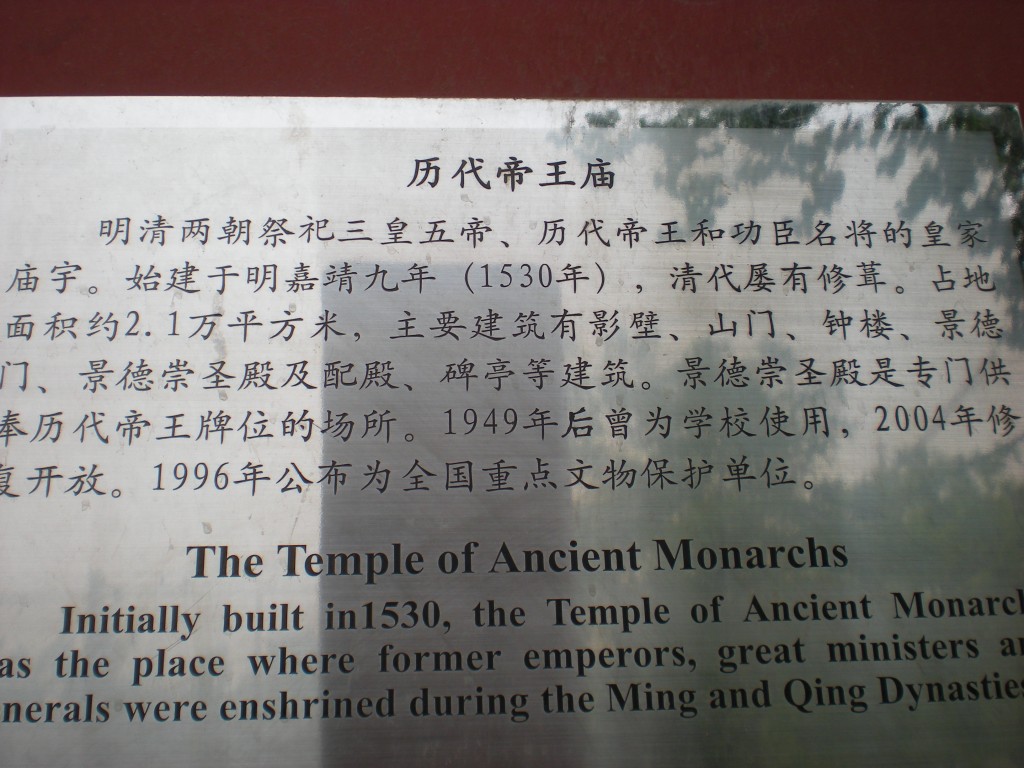 历代帝王庙
明清两朝祭祀三皇五帝、历代帝王和功臣名将的皇家
庙宇。始建于明嘉靖九年（1530年），清代屡有修葺。占地
面积约2.1万平方米，主要建筑有影壁、山门、钟楼、景德
门、景德崇圣殿及配殿、碑亭等建筑。景德崇圣殿是专门供
奉历代帝王牌位的场所。1949年后曾为学校使用，2004年修
复开放。1996年公布为全国重点文物保护单位。
The Temple of Ancient Monarchs
Initially built in1530, the Temple of Ancient Monarch
as the place where former emperors, great ministers an
nerals were enshrined during the Ming and Qing Dynasties